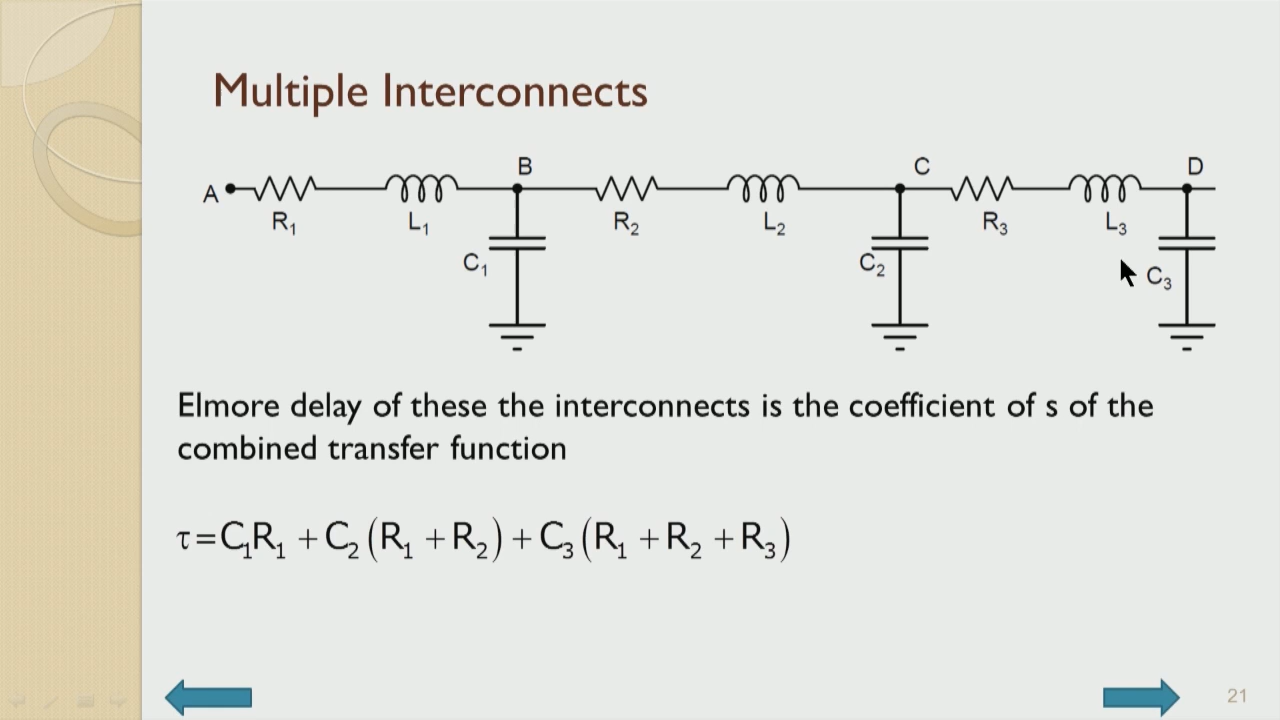 Multiple Interconnects
A R₁ L₁ B R₂ L₂ C R₃ L₃ D
C₁ C₂ C₃
Elmore delay of these the interconnects is the coefficient of s of the
combined transfer function
τ=C₁R₁ +C₂(R₁ +R₂)+C₃(R₁ +R₂ +R₃)
21